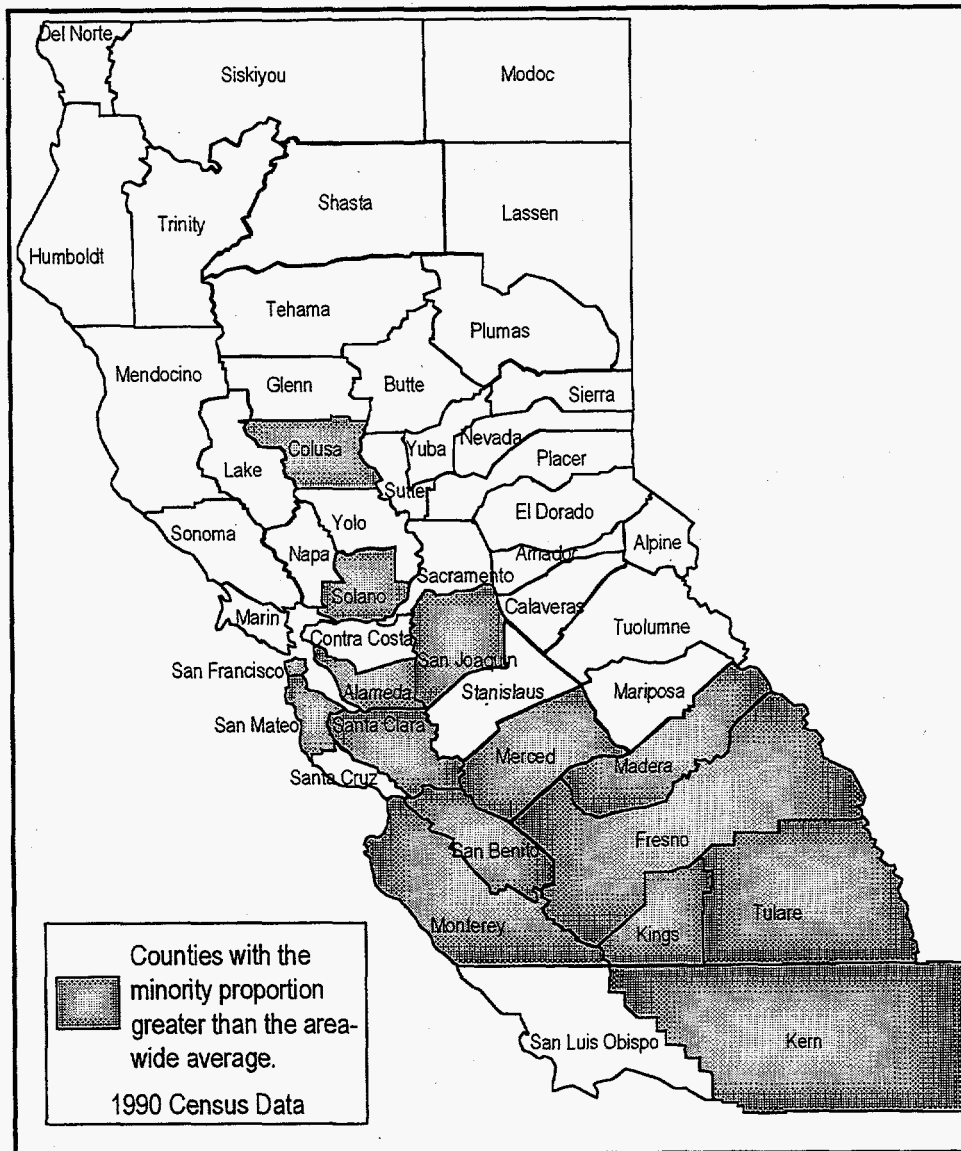 Del Norte
Siskiyou
Modoc
Shasta
Lassen
Trinity
Humboldt
Tehama
Plumas
Mendocino
Glenn
Butte
Sierra
Colusa
Yuba
Nevada
Lake
Placer
Sutter
El Dorado
Yolo
Sonoma
Napa
Alpine
Amador
Sacramento
Solano
Calaveras
Marin
Tuolumne
Contra Costa
San Joaquin
San Francisco
Alameda
Stanislaus
Mariposa
San Mateo
Santa Clara
Merced
Madera
Santa Cruz
Fresno
San Benito
Tulare
Monterey
Kings
Counties with the
minority proportion
greater than the area-
wide average.
1990 Census Data
San Luis Obispo
Kern